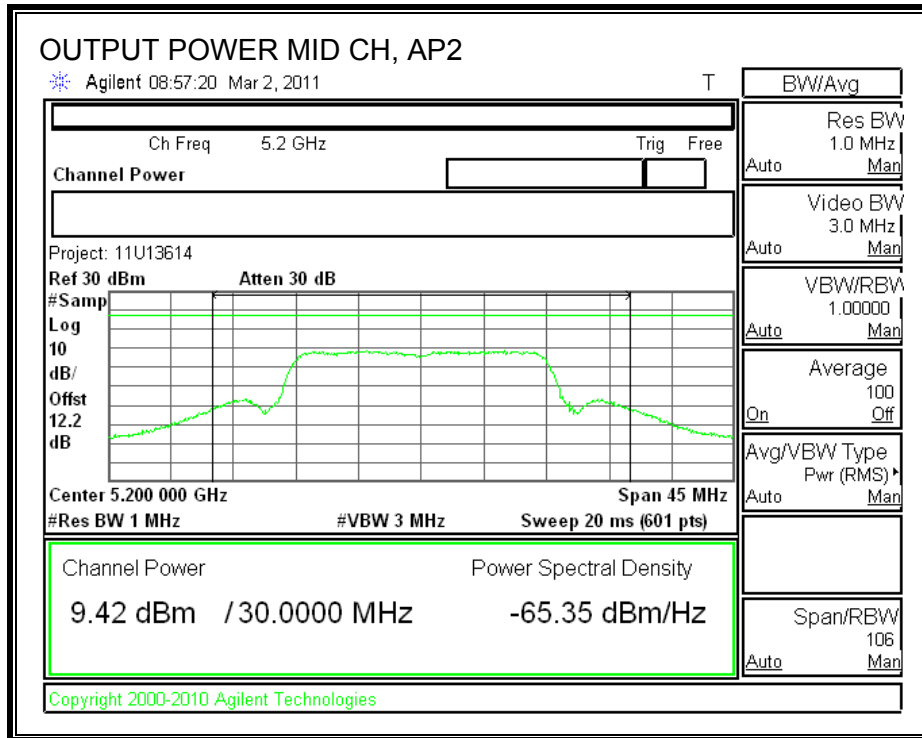 OUTPUT POWER MID CH, AP2
Agilent 08:57:20 Mar 2, 2011 T
BW/Avg
Ch Freq 5.2 GHz Trig Free
Channel Power
Project: 11U13614
Ref 30 dBm Atten 30 dB
#Samp
Log
10
dB/
Offst
12.2
dB
Center 5.200 000 GHz Span 45 MHz
#Res BW 1 MHz #VBW 3 MHz Sweep 20 ms (601 pts)
Channel Power Power Spectral Density
9.42 dBm / 30.0000 MHz -65.35 dBm/Hz
Copyright 2000-2010 Agilent Technologies
Res BW
1.0 MHz
Auto Man
Video BW
3.0 MHz
Auto Man
VBW/RBW
1.00000
Auto Man
Average
100
On Off
Avg/VBW Type
Pwr (RMS)
Auto Man
Span/RBW
106
Auto Man